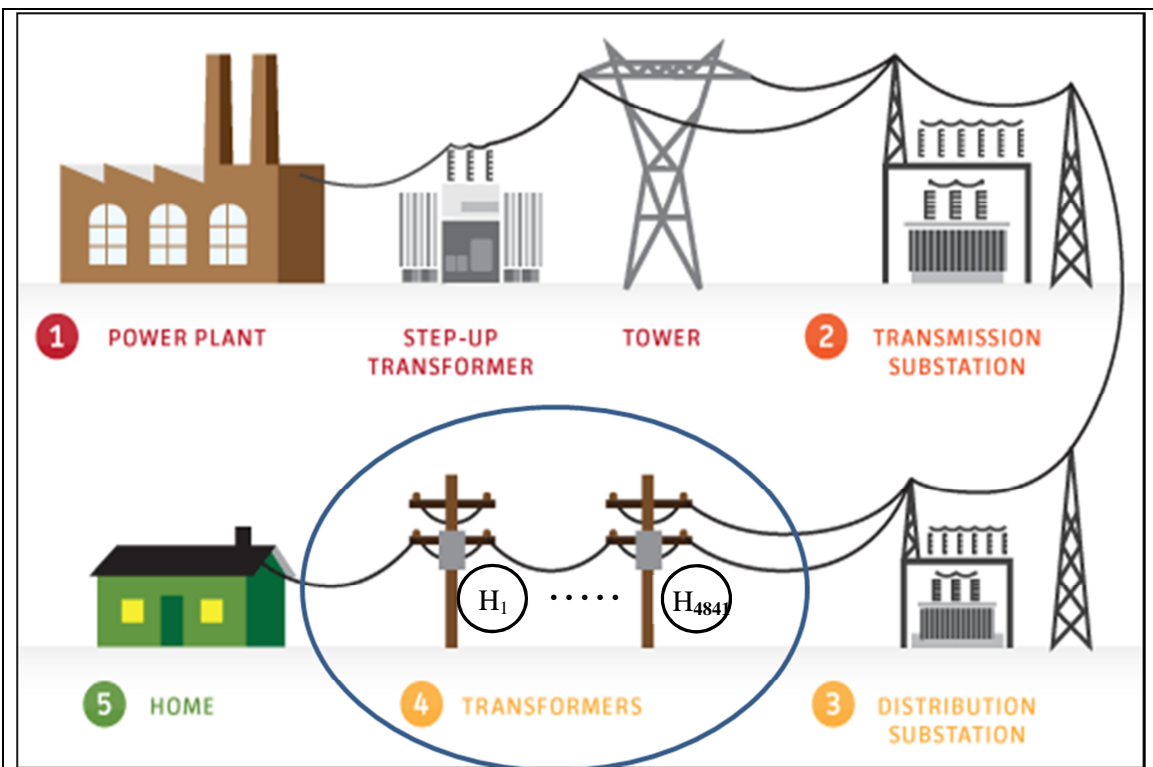 1 POWER PLANT
STEP-UP
TRANSFORMER
TOWER
2 TRANSMISSION
SUBSTATION
H1 ..... H4841
5 HOME
4 TRANSFORMERS
3 DISTRIBUTION
SUBSTATION